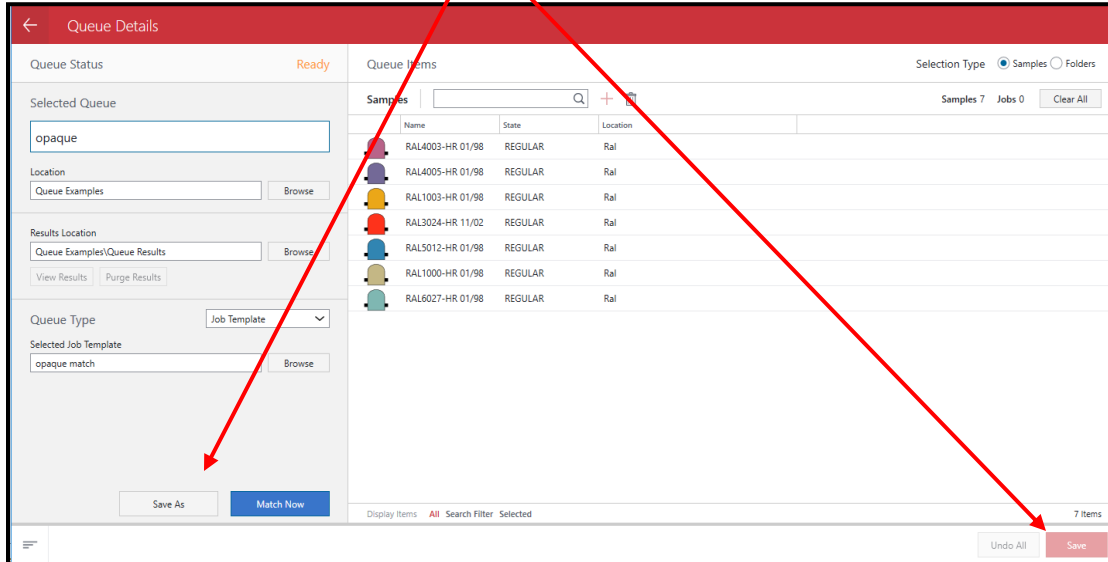 Queue Details
Queue Status Ready
Selected Queue
opaque
Location
Queue Examples Browse
Results Location
Queue Examples\Queue Results Browse
View Results Purge Results
Queue Type Job Template
Selected Job Template
opaque match Browse
Save As Match Now
Queue Items Selection Type Samples Folders
Samples Samples 7 Jobs 0 Clear All
Name State Location
RAL4003-HR 01/98 REGULAR Ral
RAL4005-HR 01/98 REGULAR Ral
RAL1003-HR 01/98 REGULAR Ral
RAL3024-HR 11/02 REGULAR Ral
RAL5012-HR 01/98 REGULAR Ral
RAL1000-HR 01/98 REGULAR Ral
RAL6027-HR 01/98 REGULAR Ral
Display Items All Search Filter Selected 7 Items
Undo All Save